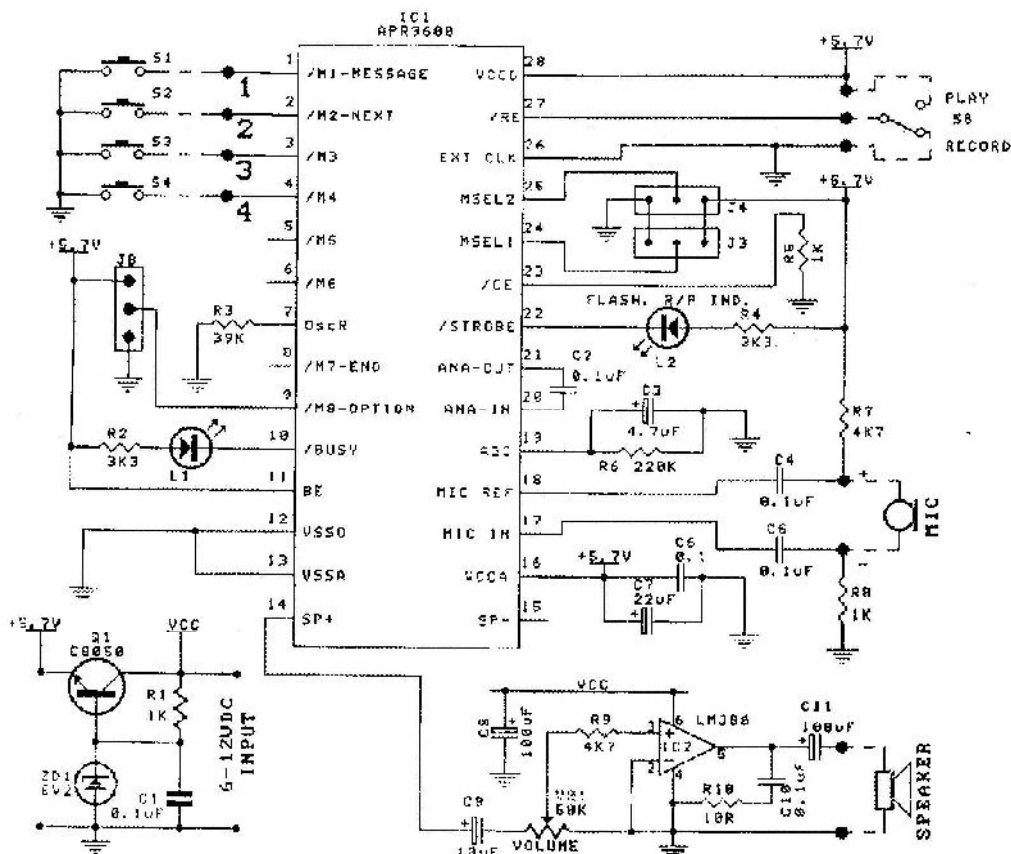 IC1
APR9600
S1
1
1
/M1-MESSAGE
S2
2
2
/M2-NEXT
S3
3
3
/M3
S4
4
4
/M4
5
/M5
6
/M6
7
OscR
8
/M7-END
9
/M8-OPTION
10
/BUSY
11
BE
12
VSSD
13
VSSA
14
SP+
VCCD
28
/RE
27
EXT CLK
26
MSEL2
25
MSEL1
24
/CE
23
/STROBE
22
ANA-OUT
21
ANA-IN
20
AGC
19
MIC REF
18
MIC IN
17
VCCA
16
SP-
15
+5.7V
PLAY
S8
RECORD
+5.7V
J4
J3
R5
1K
FLASH. R/P IND.
L2
R4
3K3
C2
0.1uF
C3
4.7uF
R6 220K
R7
4K7
C4
0.1uF
+
MIC
-
0.1uF
R8
1K
+5.7V
C6
0.1
C7
22uF
+5.7V
J8
R3
39K
R2
3K3
L1
+5.7V
Q1
C8050
VCC
R1
1K
6-12VDC
INPUT
ZD1
6V2
C1
0.1uF
VCC
C8
100uF
R9
4K7
3
6
LM386
IC2
2
4
5
C11
100uF
R10
10R
C10
0.1uF
VR1
50K
VOLUME
C9
10uF
SPEAKER